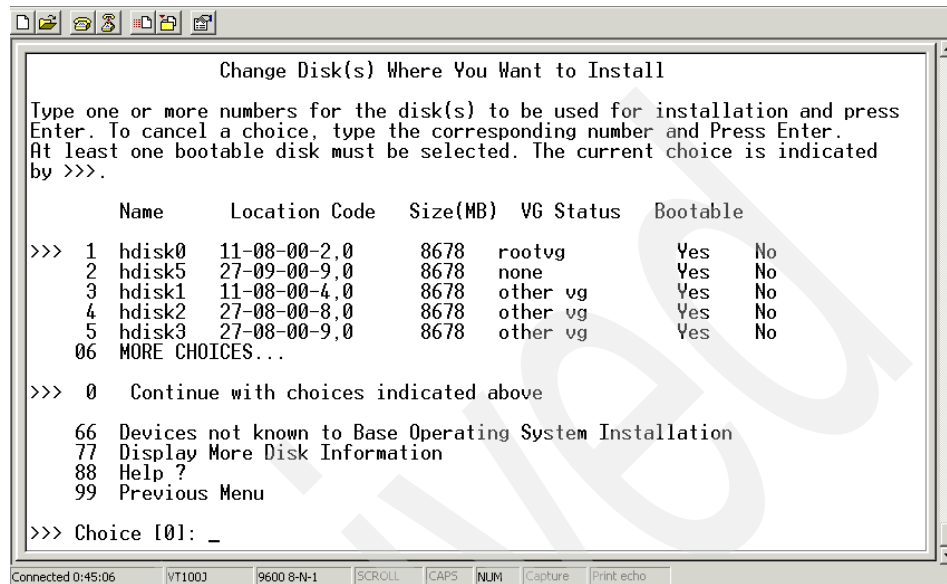 Change Disk(s) Where You Want to Install
Type one or more numbers for the disk(s) to be used for installation and press
Enter. To cancel a choice, type the corresponding number and Press Enter.
At least one bootable disk must be selected. The current choice is indicated
by >>>.
Name Location Code Size(MB) VG Status Bootable
>>> 1 hdisk0 11-08-00-2,0 8678 rootvg Yes No
2 hdisk5 27-09-00-9,0 8678 none Yes No
3 hdisk1 11-08-00-4,0 8678 other vg Yes No
4 hdisk2 27-08-00-8,0 8678 other vg Yes No
5 hdisk3 27-08-00-9,0 8678 other vg Yes No
06 MORE CHOICES...
>>> 0 Continue with choices indicated above
66 Devices not known to Base Operating System Installation
77 Display More Disk Information
88 Help ?
99 Previous Menu
>>> Choice [0]: _
Connected 0:45:06 VT100J 9600 8-N-1 SCROLL CAPS NUM Capture Print echo